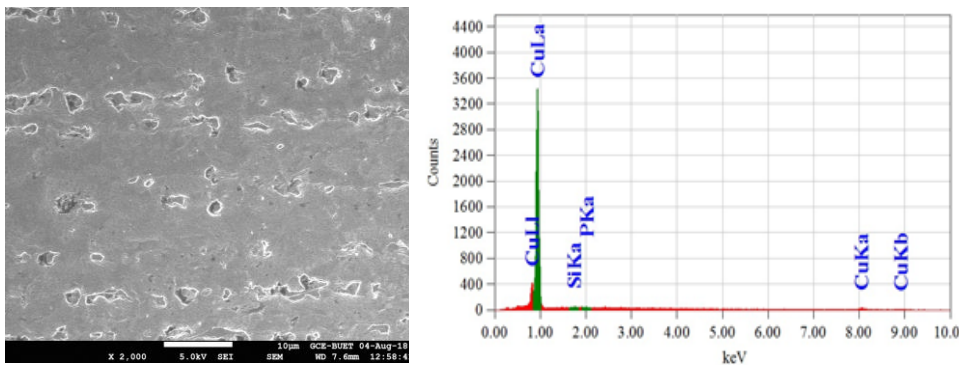 10μm GCE-BUET 04-Aug-18
X 2,000 5.0kV SEI SEM WD 7.6mm 12:58:4
4400
4000
3600
3200
2800
2400
2000
1600
1200
800
400
0
Counts
CuLl
CuLa
SiKa
PKa
CuKa
CuKb
0.00 1.00 2.00 3.00 4.00 5.00 6.00 7.00 8.00 9.00 10.0
keV